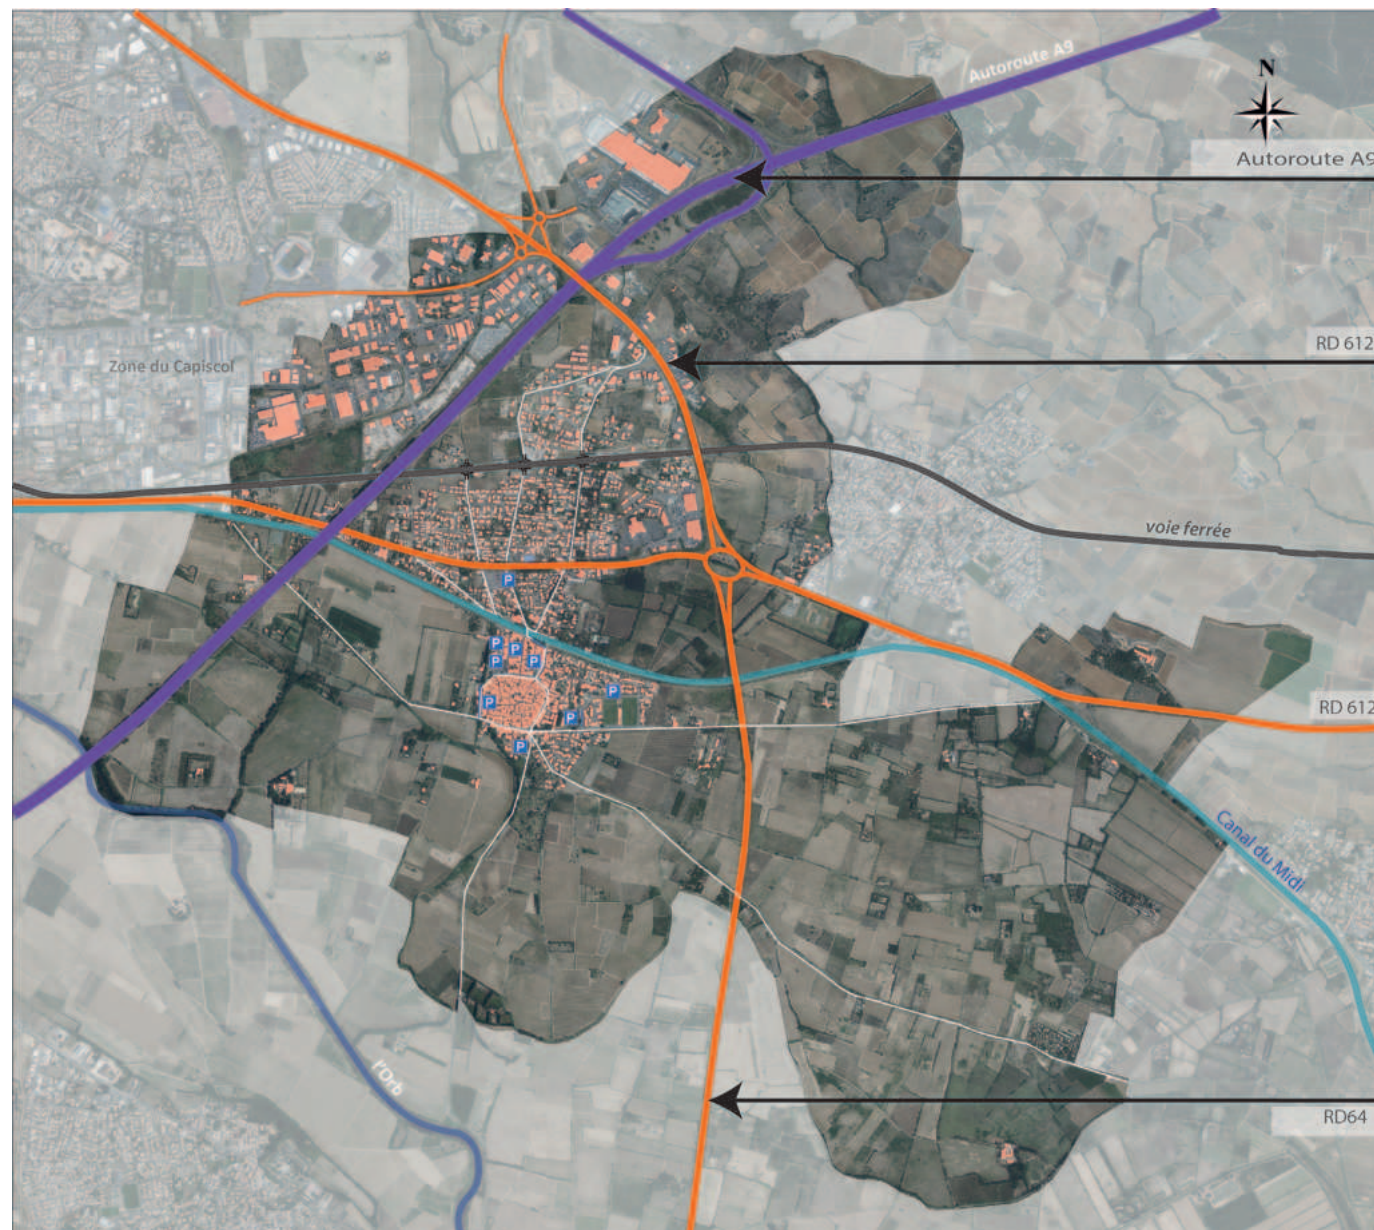 Autoroute A9
N
Autoroute A9
RD 612
Zone du Capiscol
voie ferrée
P
P
P
P
P
P
P
P
P
RD 612
Canal du Midi
l'Orb
RD64